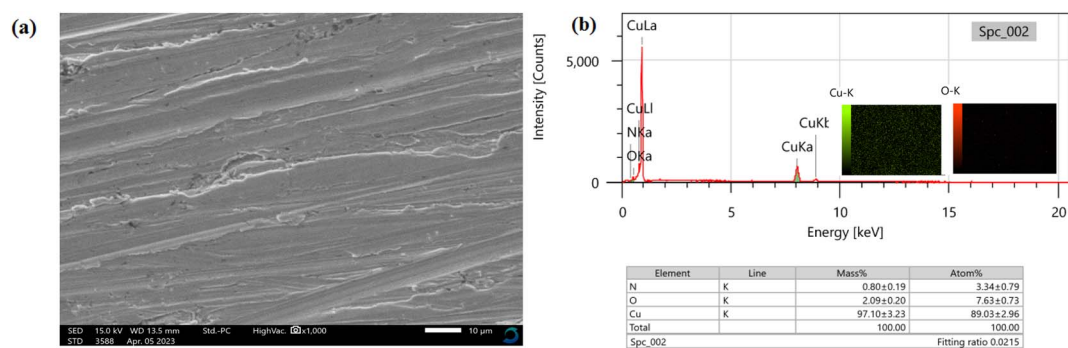 (a)
SED 15.0 kV WD 13.5 mm Std.-PC HighVac. x1,000 10 μm
STD 3588 Apr. 05 2023
(b)
Spc_002
CuLa
CuLl
NKa
OKa
CuKa
CuKb
Cu-K
O-K
5,000
0
Intensity [Counts]
0 5 10 15 20
Energy [keV]
Element Line Mass% Atom%
N K 0.80±0.19 3.34±0.79
O K 2.09±0.20 7.63±0.73
Cu K 97.10±3.23 89.03±2.96
Total 100.00 100.00
Spc_002 Fitting ratio 0.0215